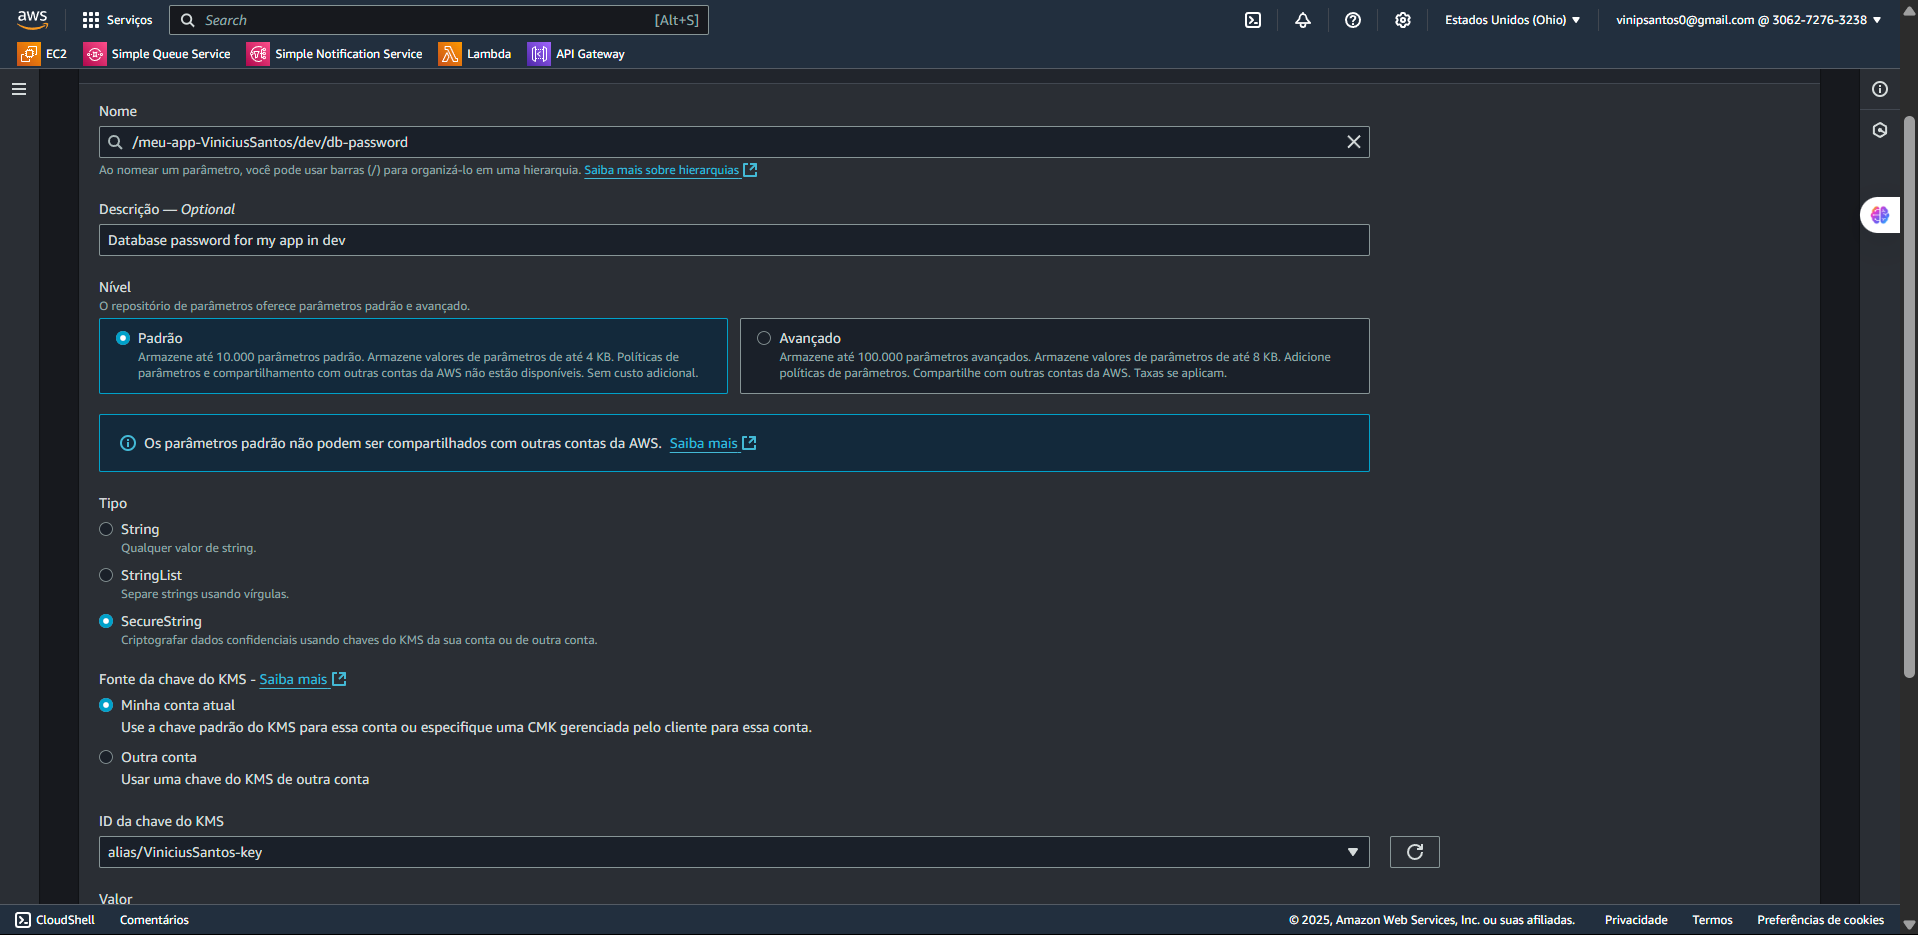 aws
Serviços
Search
[Alt+S]
Estados Unidos (Ohio)
vinipsantos0@gmail.com @ 3062-7276-3238
EC2
Simple Queue Service
Simple Notification Service
Lambda
API Gateway
Nome
/meu-app-ViniciusSantos/dev/db-password
Ao nomear um parâmetro, você pode usar barras (/) para organizá-lo em uma hierarquia. Saiba mais sobre hierarquias
Descrição — Optional
Database password for my app in dev
Nível
O repositório de parâmetros oferece parâmetros padrão e avançado.
Padrão
Armazene até 10.000 parâmetros padrão. Armazene valores de parâmetros de até 4 KB. Políticas de
parâmetros e compartilhamento com outras contas da AWS não estão disponíveis. Sem custo adicional.
Avançado
Armazene até 100.000 parâmetros avançados. Armazene valores de parâmetros de até 8 KB. Adicione
políticas de parâmetros. Compartilhe com outras contas da AWS. Taxas se aplicam.
Os parâmetros padrão não podem ser compartilhados com outras contas da AWS. Saiba mais
Tipo
String
Qualquer valor de string.
StringList
Separe strings usando vírgulas.
SecureString
Criptografar dados confidenciais usando chaves do KMS da sua conta ou de outra conta.
Fonte da chave do KMS - Saiba mais
Minha conta atual
Use a chave padrão do KMS para essa conta ou especifique uma CMK gerenciada pelo cliente para essa conta.
Outra conta
Usar uma chave do KMS de outra conta
ID da chave do KMS
alias/ViniciusSantos-key
Valor
CloudShell
Comentários
© 2025, Amazon Web Services, Inc. ou suas afiliadas.
Privacidade
Termos
Preferências de cookies